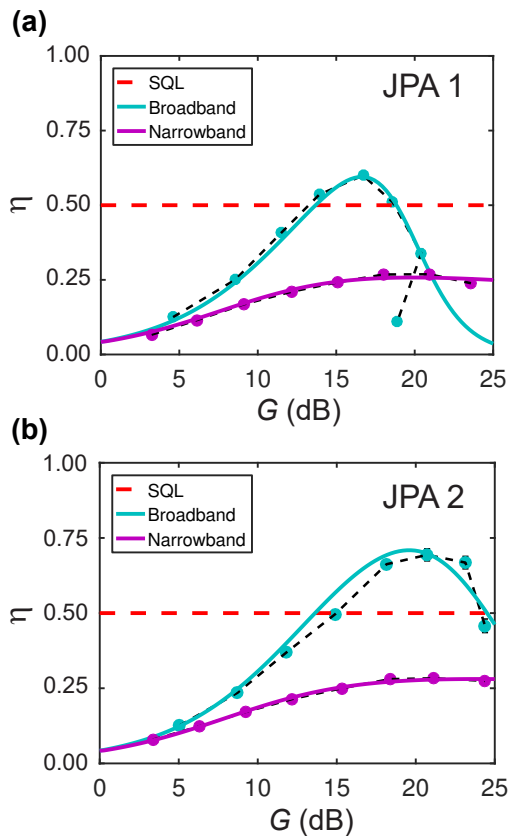 (a)
1.00
0.75
0.50
0.25
0.00
η
SQL
Broadband
Narrowband
JPA 1
0 5 10 15 20 25
G (dB)
(b)
1.00
0.75
0.50
0.25
0.00
η
SQL
Broadband
Narrowband
JPA 2
0 5 10 15 20 25
G (dB)